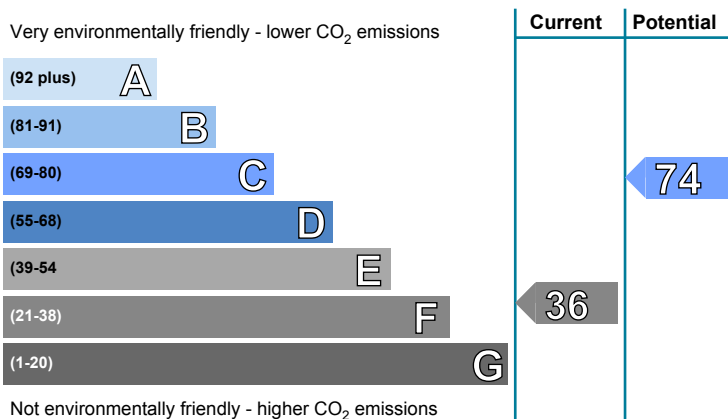 Current Potential
Very environmentally friendly - lower CO2 emissions
(92 plus) A
(81-91) B
(69-80) C
74
(55-68) D
(39-54 E
(21-38) F
36
(1-20) G
Not environmentally friendly - higher CO2 emissions